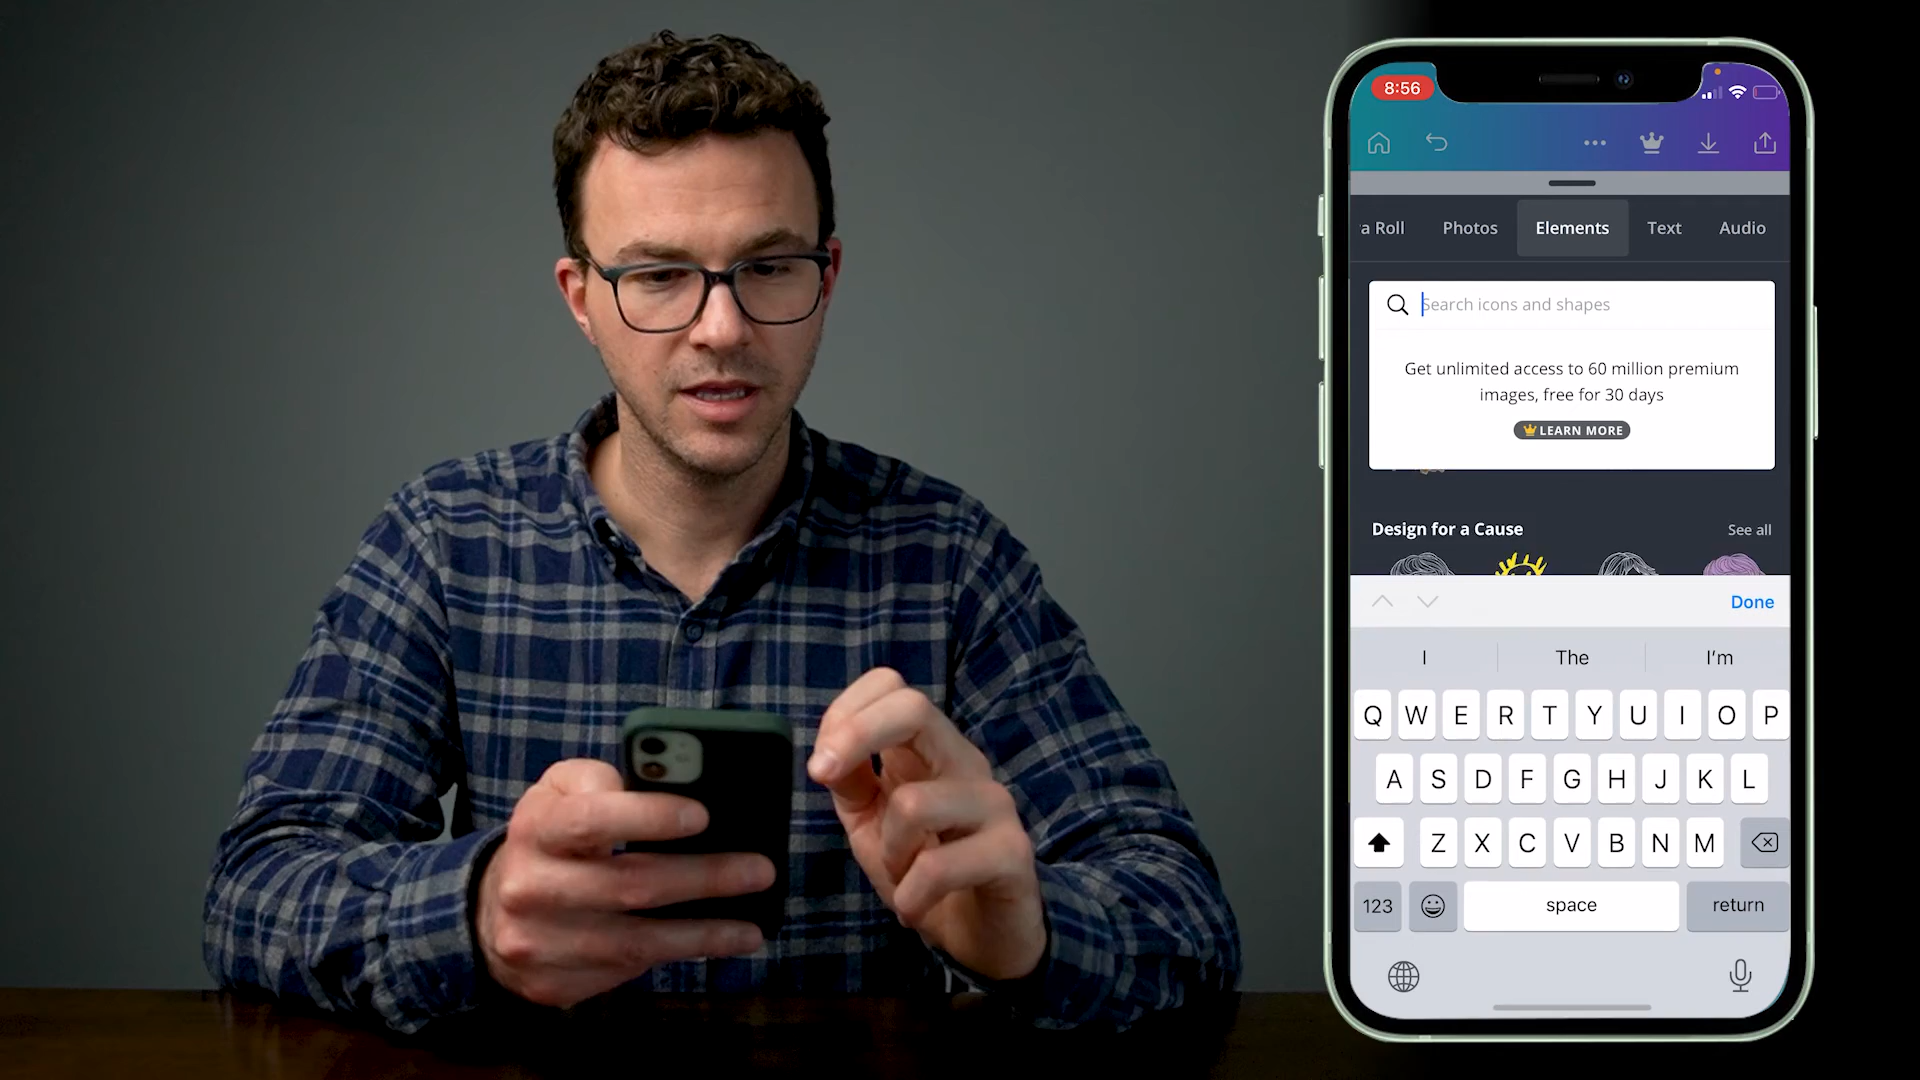 8:56
a Roll Photos Elements Text Audio
Search icons and shapes
Get unlimited access to 60 million premium
images, free for 30 days
LEARN MORE
Design for a Cause See all
Done
I The I'm
Q W E R T Y U I O P
A S D F G H J K L
Z X C V B N M
123 space return